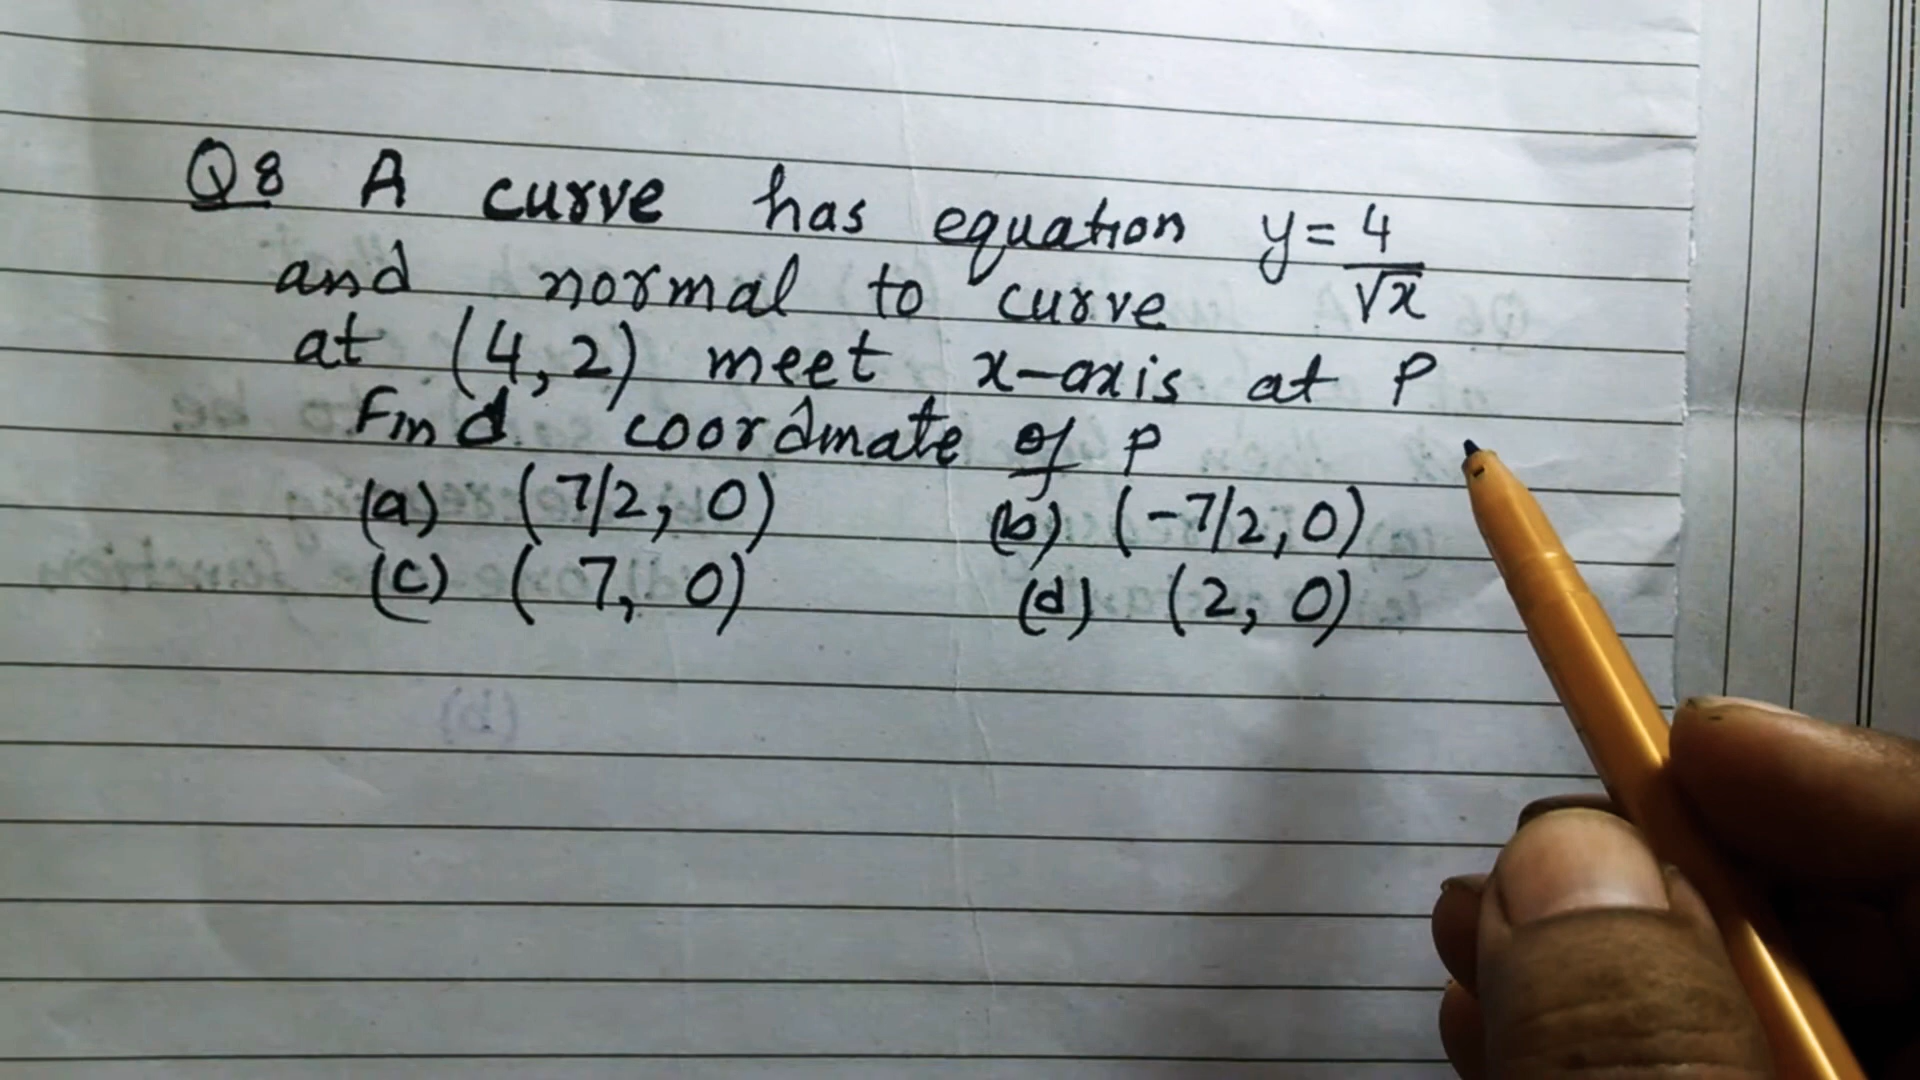 Q8 A curve has equation y = 4/√x
and normal to curve
at (4,2) meet x-axis at P
Find coordinate of P
(a) (7/2, 0) (b) (-7/2, 0)
(c) (7, 0) (d) (2, 0)
(b)